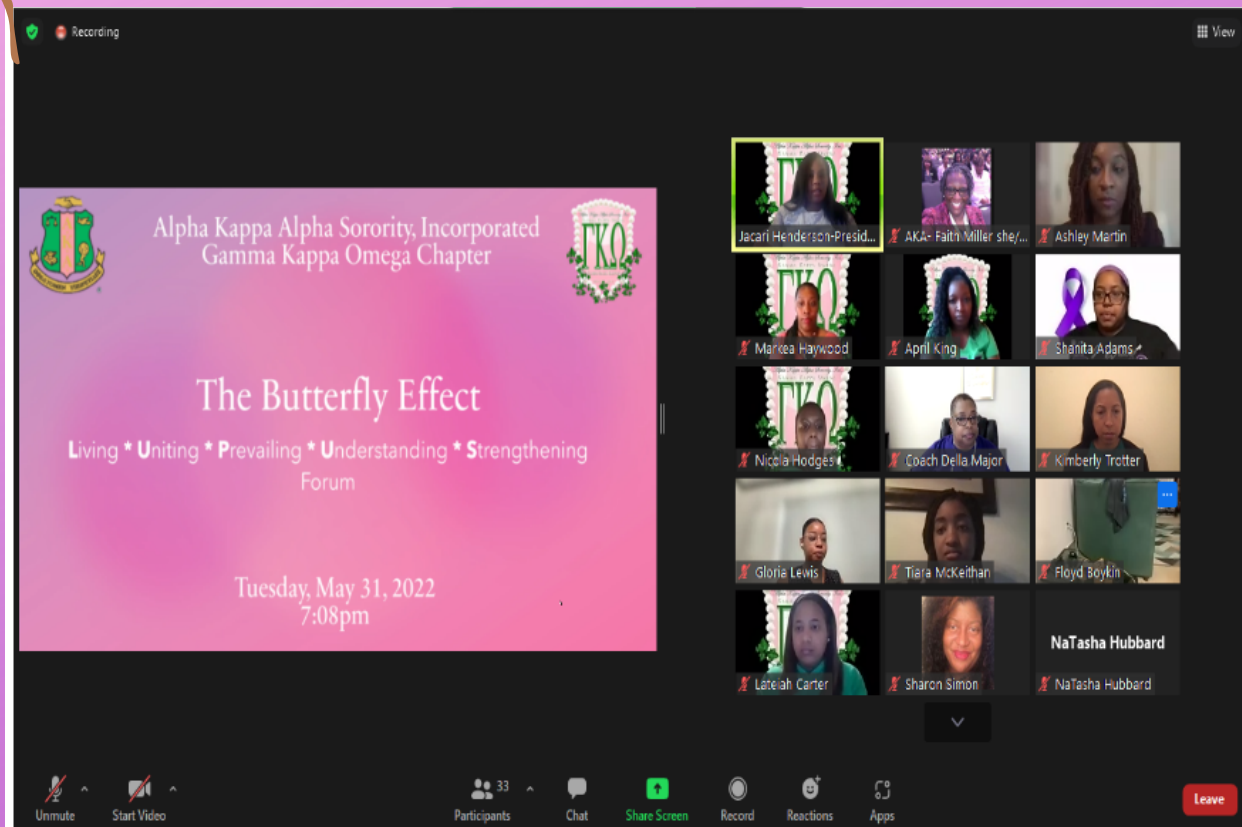 Recording
View
Alpha Kappa Alpha Sorority, Incorporated
Gamma Kappa Omega Chapter
ΓΚΩ
The Butterfly Effect
Living * Uniting * Prevailing * Understanding * Strengthening
Forum
Tuesday, May 31, 2022
7:08pm
Jacari Henderson-Presid...
AKA- Faith Miller she/...
Ashley Martin
Markea Haywood
April King
Shanita Adams
Nicola Hodges
Coach Della Major
Kimberly Trotter
Gloria Lewis
Tiara McKeithan
Floyd Boykin
Lateiah Carter
Sharon Simon
NaTasha Hubbard
NaTasha Hubbard
Unmute
Start Video
33
Participants
Chat
Share Screen
Record
Reactions
Apps
Leave